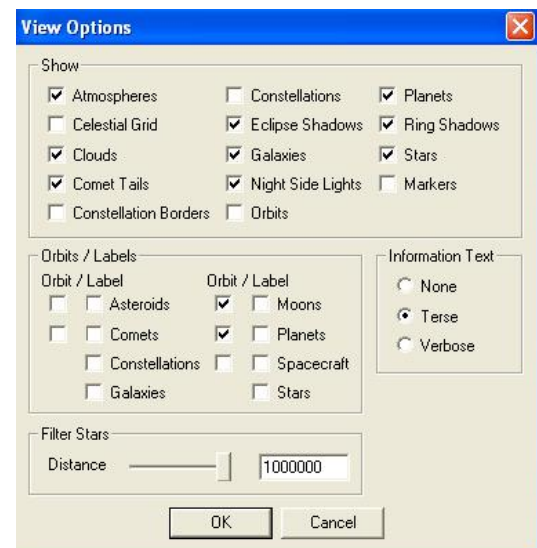 View Options
Show
Atmospheres Constellations Planets
Celestial Grid Eclipse Shadows Ring Shadows
Clouds Galaxies Stars
Comet Tails Night Side Lights Markers
Constellation Borders Orbits
Orbits / Labels Information Text
Orbit / Label Orbit / Label None
Asteroids Moons Terse
Comets Planets Verbose
Constellations Spacecraft
Galaxies Stars
Filter Stars
Distance 1000000
OK Cancel